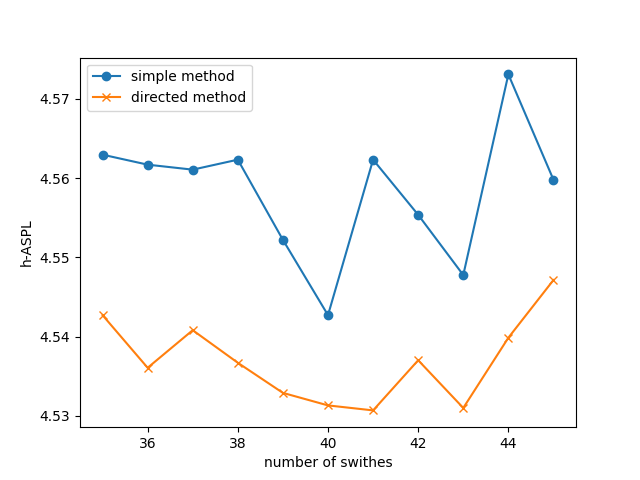 simple method
directed method
4.57
4.56
4.55
4.54
4.53
h-ASPL
36
38
40
42
44
number of swithes